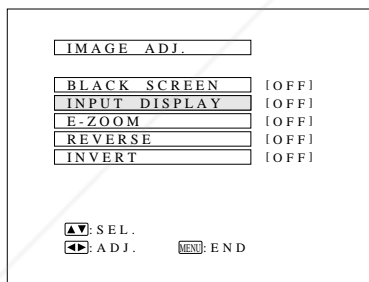 IMAGE ADJ.
BLACK SCREEN [OFF]
INPUT DISPLAY [OFF]
E-ZOOM [OFF]
REVERSE [OFF]
INVERT [OFF]
▲▼:SEL.
◀▶:ADJ. MENU:END